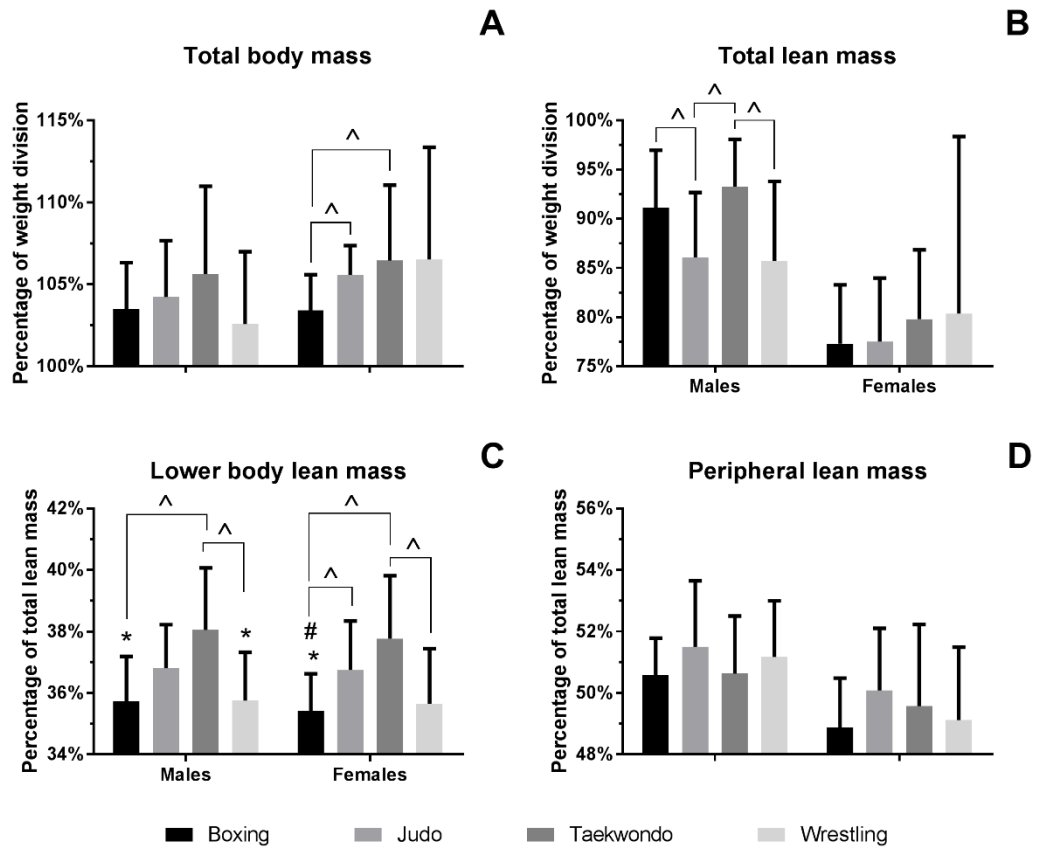 A
Total body mass
Percentage of weight division
115%
110%
105%
100%
^
^
B
Total lean mass
Percentage of weight division
100%
95%
90%
85%
80%
75%
^
^
^
Males
Females
C
Lower body lean mass
Percentage of total lean mass
42%
40%
38%
36%
34%
^
^
^
^
^
*
*
#
*
Males
Females
D
Peripheral lean mass
Percentage of total lean mass
56%
54%
52%
50%
48%
Boxing
Judo
Taekwondo
Wrestling